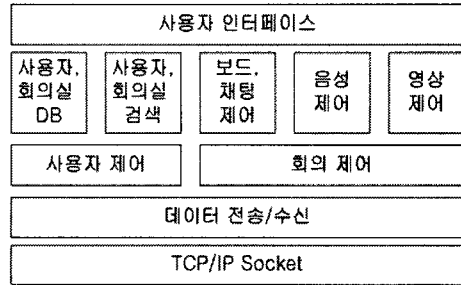 사용자 인터페이스
사용자,
회의실
DB
사용자,
회의실
검색
보드,
채팅
제어
음성
제어
영상
제어
사용자 제어
회의 제어
데이터 전송/수신
TCP/IP Socket